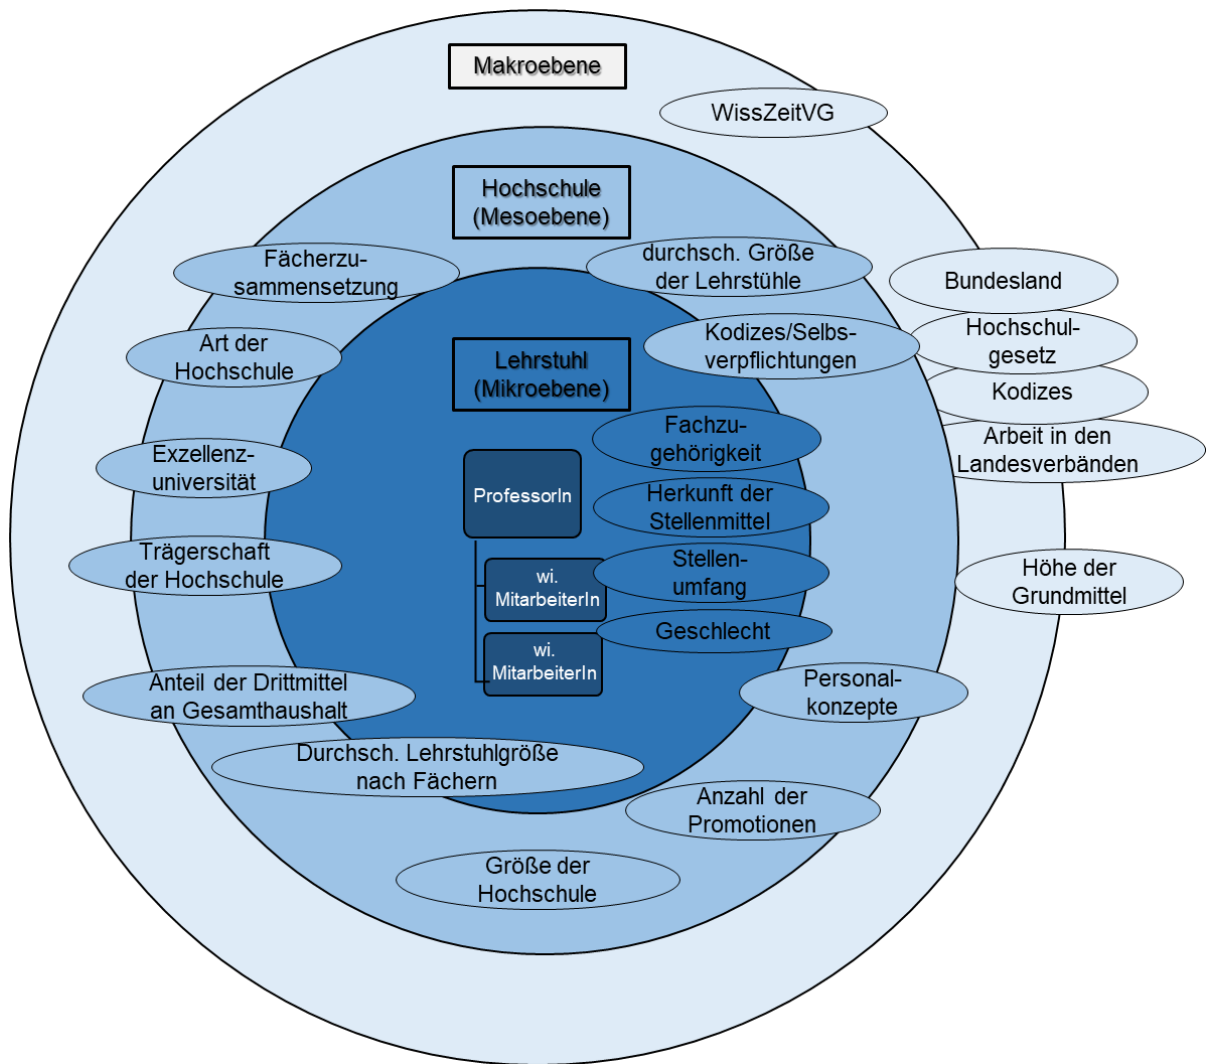 Makroebene
WissZeitVG
Hochschule
(Mesoebene)
Fächerzu-
sammensetzung
durchsch. Größe
der Lehrstühle
Bundesland
Art der
Hochschule
Lehrstuhl
(Mikroebene)
Kodizes/Selbs-
verpflichtungen
Hochschul-
gesetz
Kodizes
Exzellenz-
universität
Fachzu-
gehörigkeit
Arbeit in den
Landesverbänden
ProfessorIn
Herkunft der
Stellenmittel
Trägerschaft
der Hochschule
wi.
MitarbeiterIn
Stellen-
umfang
Höhe der
Grundmittel
wi.
MitarbeiterIn
Geschlecht
Anteil der Drittmittel
an Gesamthaushalt
Personal-
konzepte
Durchsch. Lehrstuhlgröße
nach Fächern
Anzahl der
Promotionen
Größe der
Hochschule